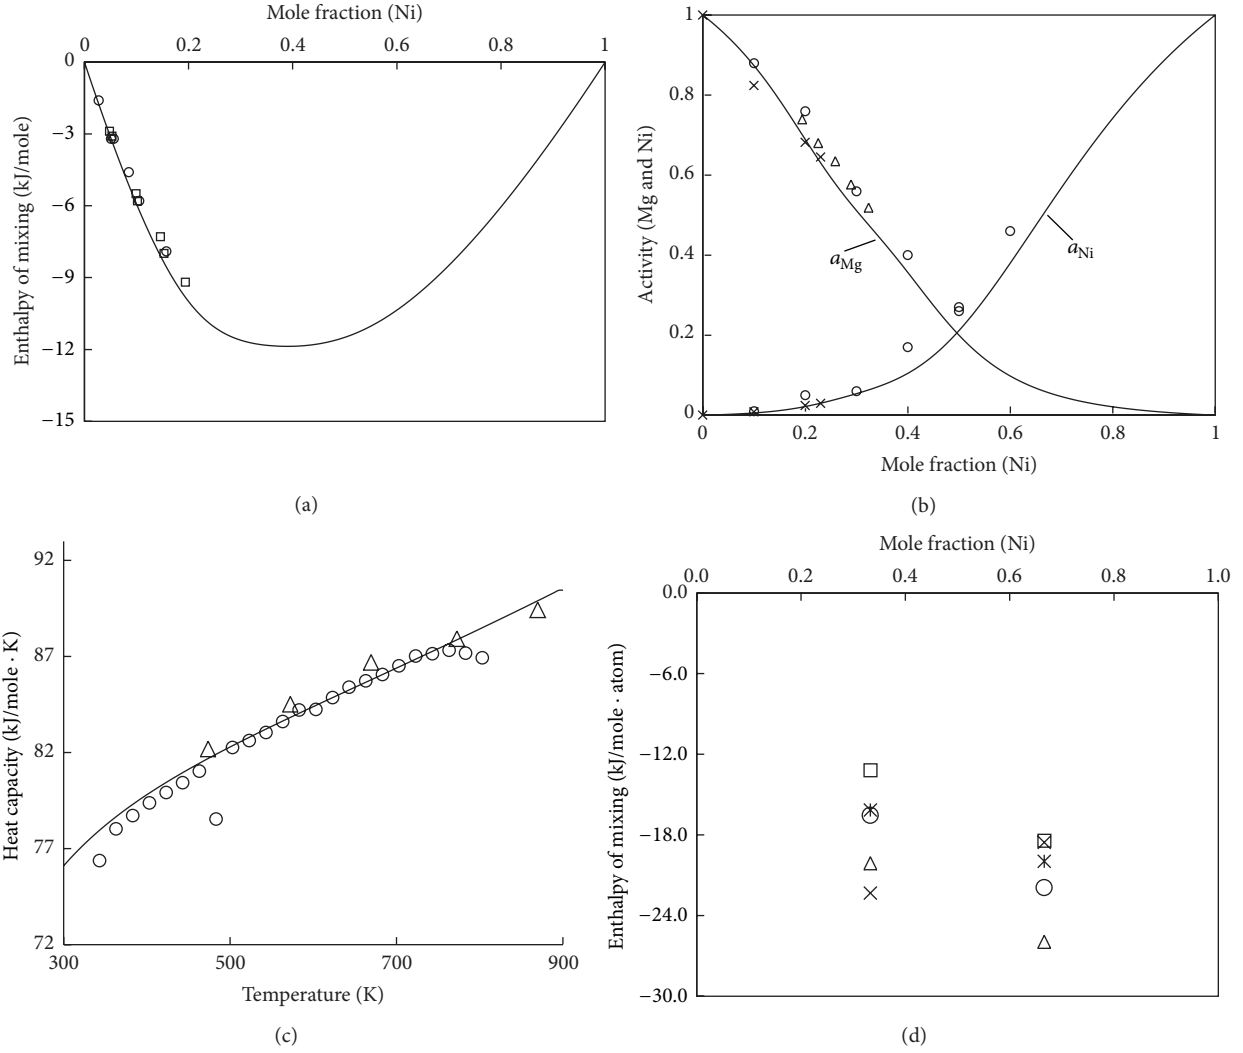 Mole fraction (Ni)
0 0.2 0.4 0.6 0.8 1
0
−3
−6
−9
−12
−15
Enthalpy of mixing (kJ/mole)
(a)
1
0.8
0.6
0.4
0.2
0
Activity (Mg and Ni)
aMg
aNi
0 0.2 0.4 0.6 0.8 1
Mole fraction (Ni)
(b)
92
87
82
77
72
Heat capacity (kJ/mole · K)
300 500 700 900
Temperature (K)
(c)
Mole fraction (Ni)
0.0 0.2 0.4 0.6 0.8 1.0
0.0
−6.0
−12.0
−18.0
−24.0
−30.0
Enthalpy of mixing (kJ/mole · atom)
(d)